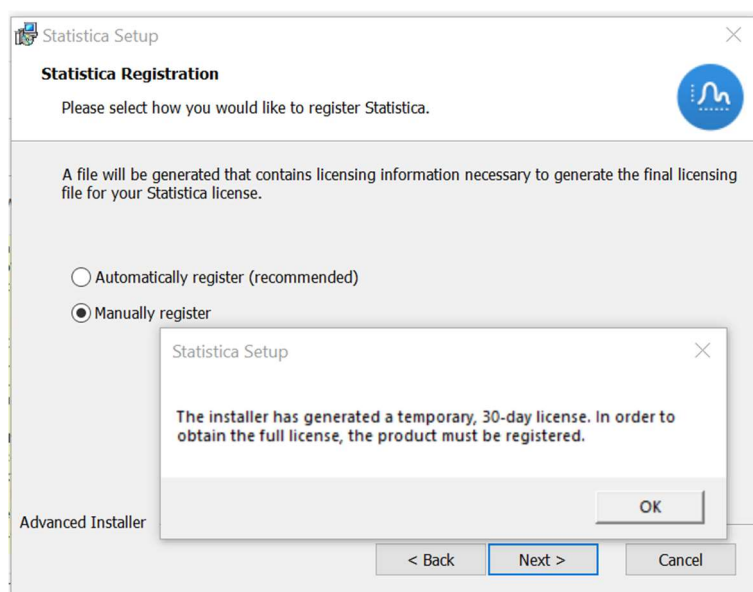 Statistica Setup
Statistica Registration
Please select how you would like to register Statistica.
A file will be generated that contains licensing information necessary to generate the final licensing
file for your Statistica license.
Automatically register (recommended)
Manually register
Statistica Setup
The installer has generated a temporary, 30-day license. In order to
obtain the full license, the product must be registered.
OK
Advanced Installer
< Back
Next >
Cancel